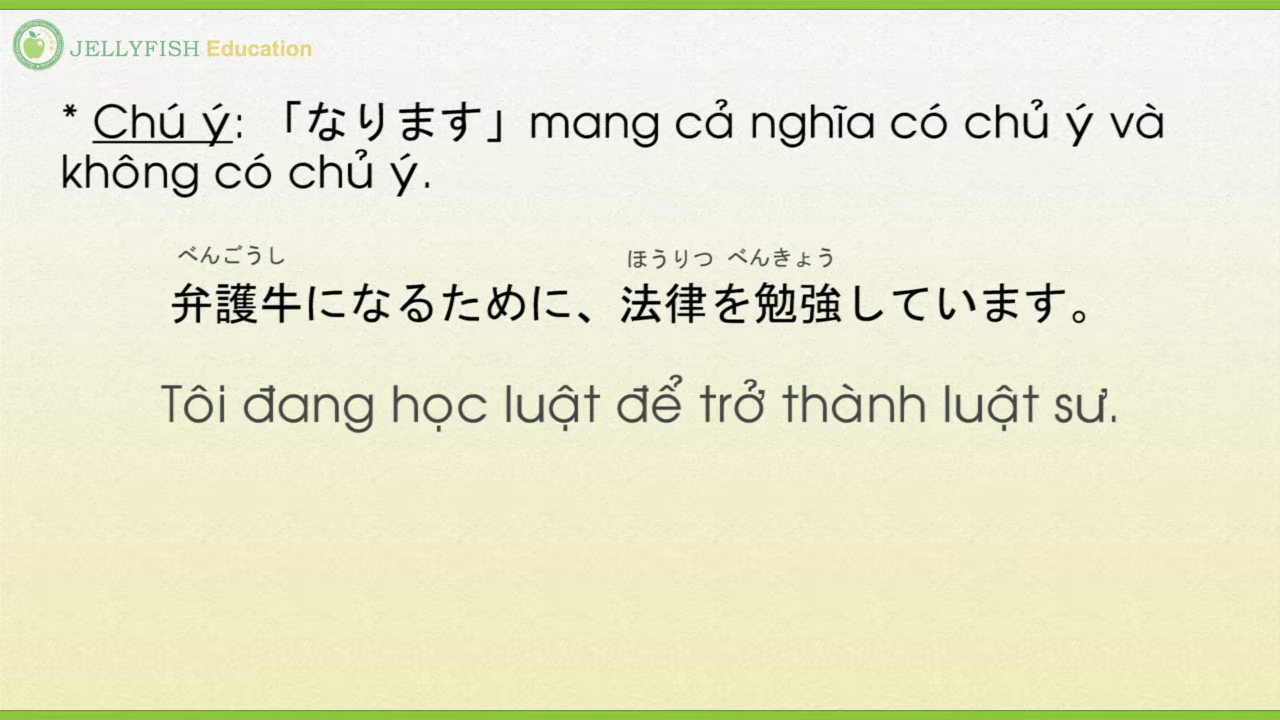 JELLYFISH Education
* Chú ý: 「なります」mang cả nghĩa có chủ ý và
không có chủ ý.
べんごうし ほうりつ べんきょう
弁護牛になるために、法律を勉強しています。
Tôi đang học luật để trở thành luật sư.